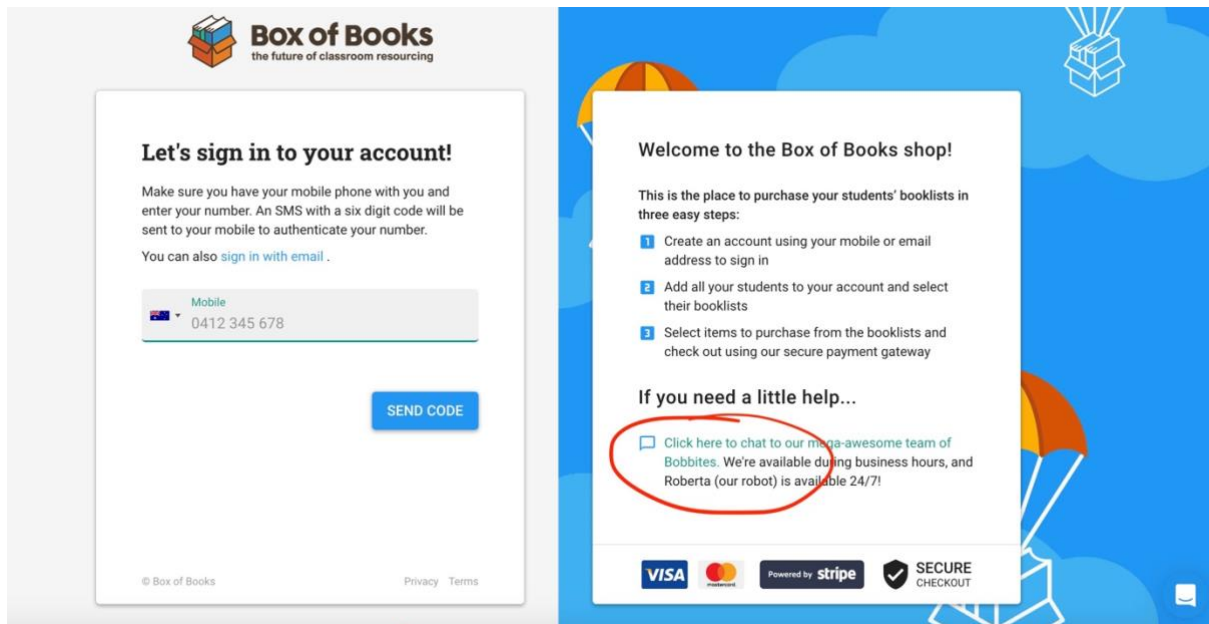 Box of Books
the future of classroom resourcing
Let's sign in to your account!
Make sure you have your mobile phone with you and
enter your number. An SMS with a six digit code will be
sent to your mobile to authenticate your number.
You can also sign in with email .
Mobile
0412 345 678
SEND CODE
© Box of Books
Privacy Terms
Welcome to the Box of Books shop!
This is the place to purchase your students' booklists in
three easy steps:
1 Create an account using your mobile or email
address to sign in
2 Add all your students to your account and select
their booklists
3 Select items to purchase from the booklists and
check out using our secure payment gateway
If you need a little help...
Click here to chat to our mega-awesome team of
Bobbites. We're available during business hours, and
Roberta (our robot) is available 24/7!
VISA
mastercard
Powered by stripe
SECURE
CHECKOUT